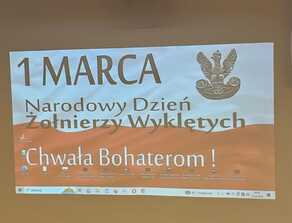 1 MARCA
Narodowy Dzień
Żołnierzy Wyklętych
Chwała Bohaterom !